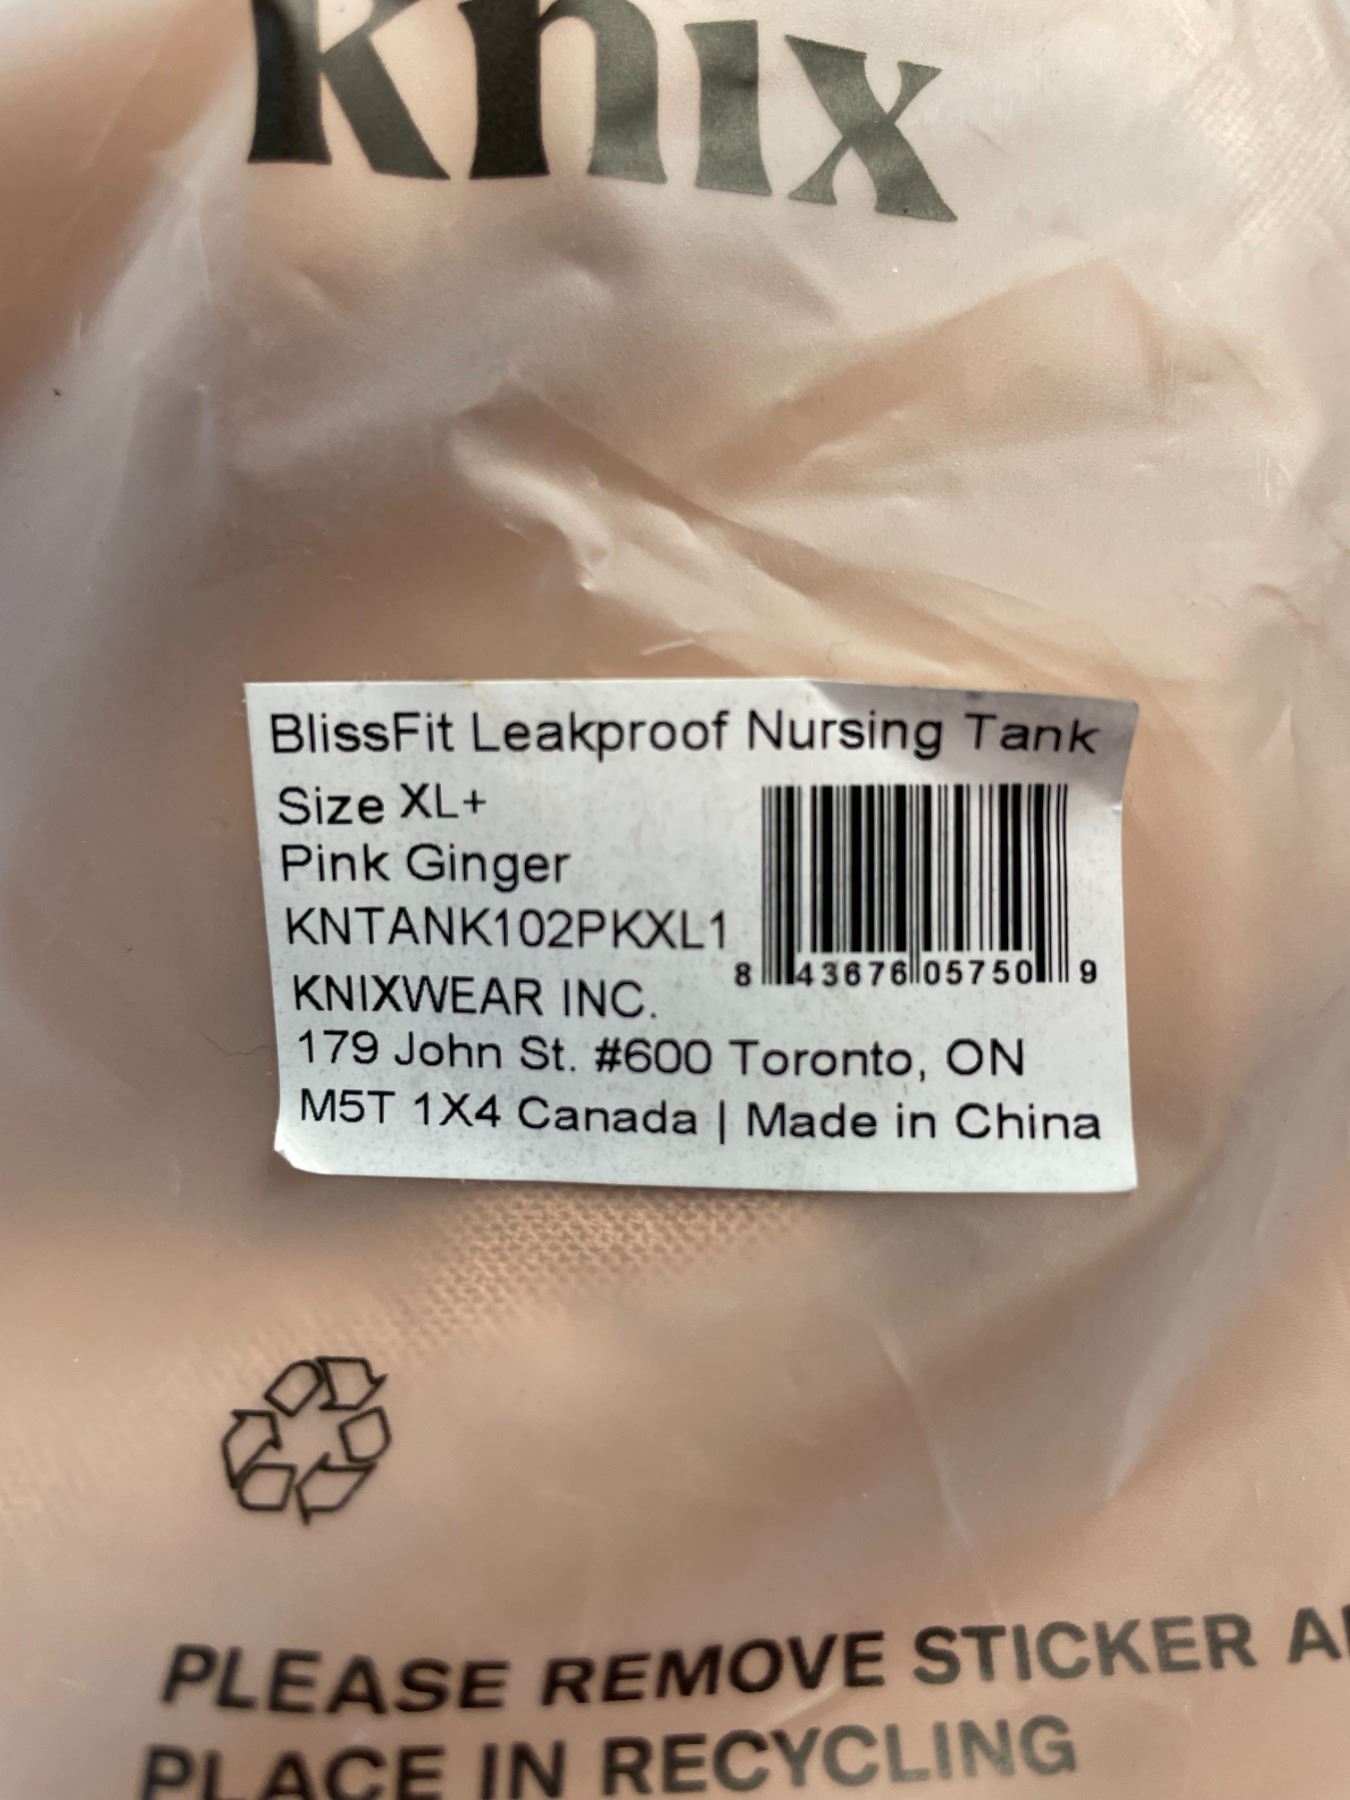 knix
BlissFit Leakproof Nursing Tank
Size XL+
Pink Ginger
KNTANK102PKXL1
8 43676 05750 9
KNIXWEAR INC.
179 John St. #600 Toronto, ON
M5T 1X4 Canada | Made in China
PLEASE REMOVE STICKER
PLACE IN RECYCLING